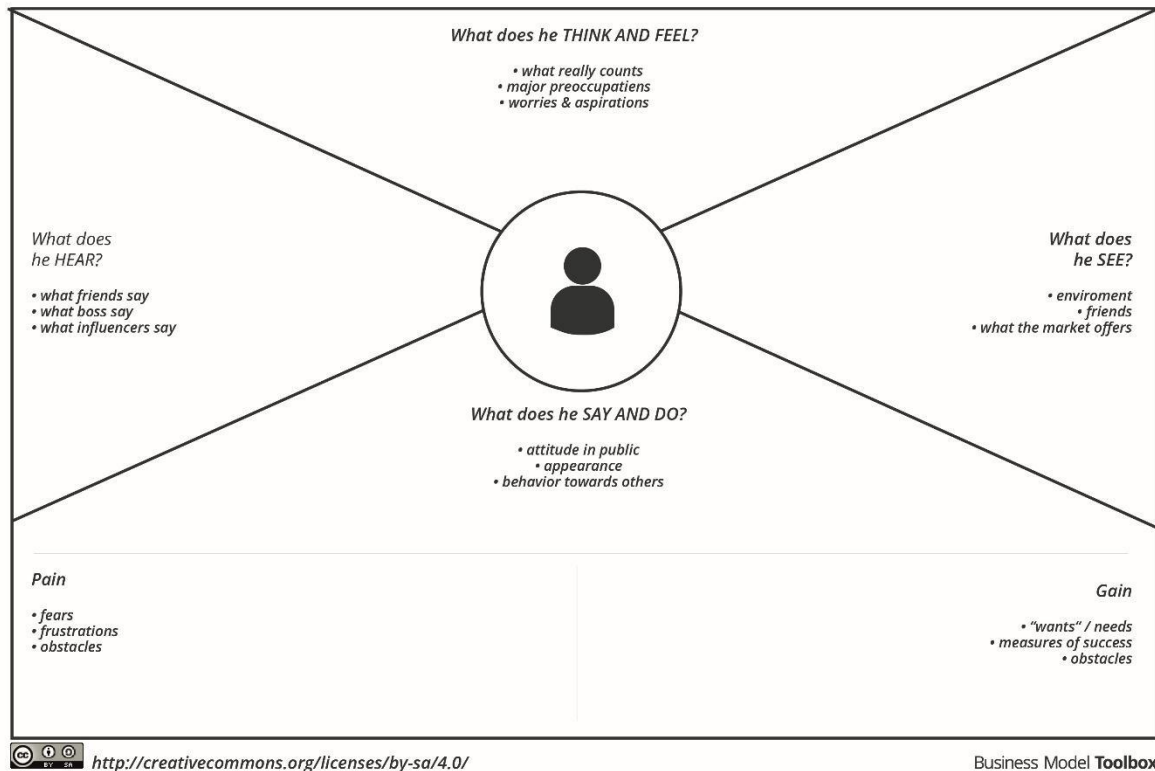 What does he THINK AND FEEL?
• what really counts
• major preoccupatiens
• worries & aspirations
What does
he HEAR?
• what friends say
• what boss say
• what influencers say
What does
he SEE?
• enviroment
• friends
• what the market offers
What does he SAY AND DO?
• attitude in public
• appearance
• behavior towards others
Pain
• fears
• frustrations
• obstacles
Gain
• “wants” / needs
• measures of success
• obstacles
cc BY SA
http://creativecommons.org/licenses/by-sa/4.0/
Business Model Toolbox